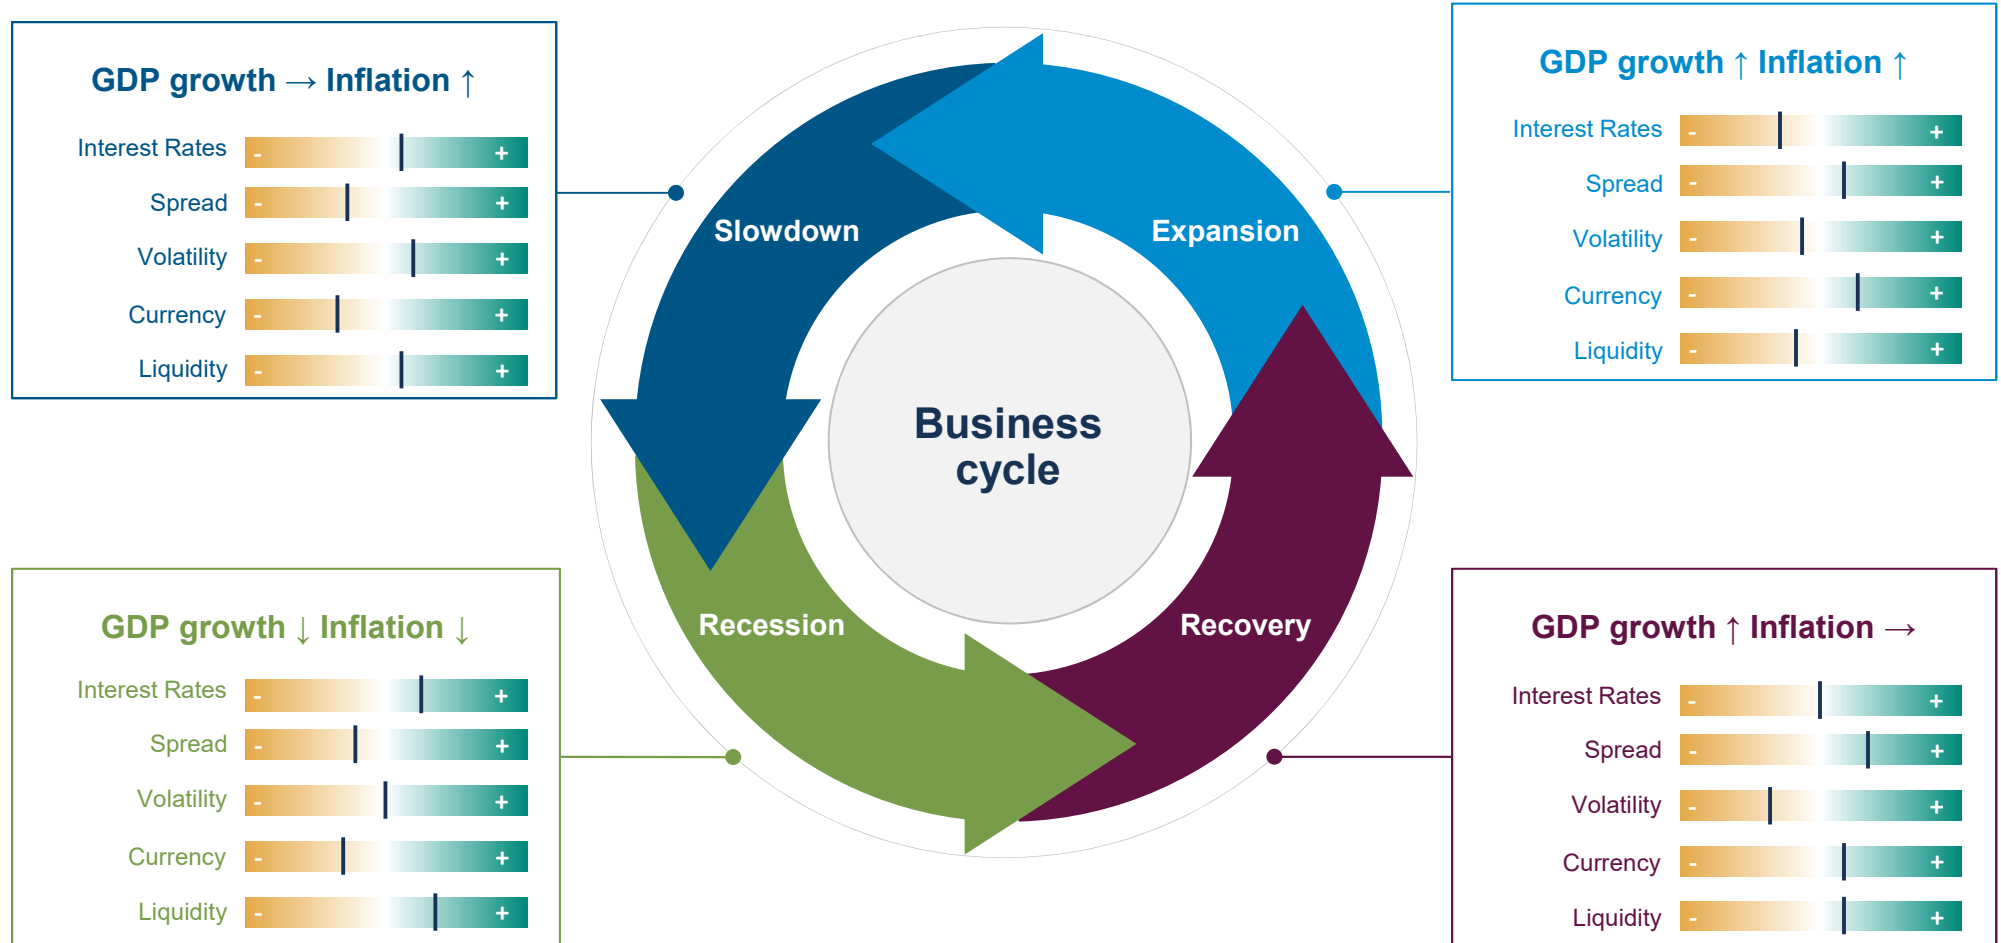 GDP growth → Inflation ↑
Interest Rates - +
Spread - +
Volatility - +
Currency - +
Liquidity - +
GDP growth ↑ Inflation ↑
Interest Rates - +
Spread - +
Volatility - +
Currency - +
Liquidity - +
Slowdown
Expansion
Business
cycle
Recession
Recovery
GDP growth ↓ Inflation ↓
Interest Rates - +
Spread - +
Volatility - +
Currency - +
Liquidity - +
GDP growth ↑ Inflation →
Interest Rates - +
Spread - +
Volatility - +
Currency - +
Liquidity - +